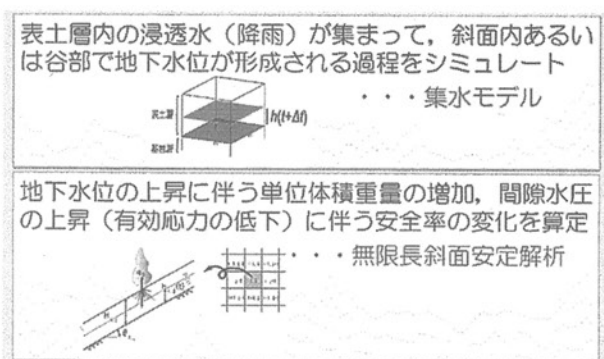 表土層内の浸透水（降雨）が集まって，斜面内あるい
は谷部で地下水位が形成される過程をシミュレート
・・・集水モデル
表土層
h(t+Δt)
地下水位の上昇に伴う単位体積重量の増加，間隙水圧
の上昇（有効応力の低下）に伴う安全率の変化を算定
・・・無限長斜面安定解析